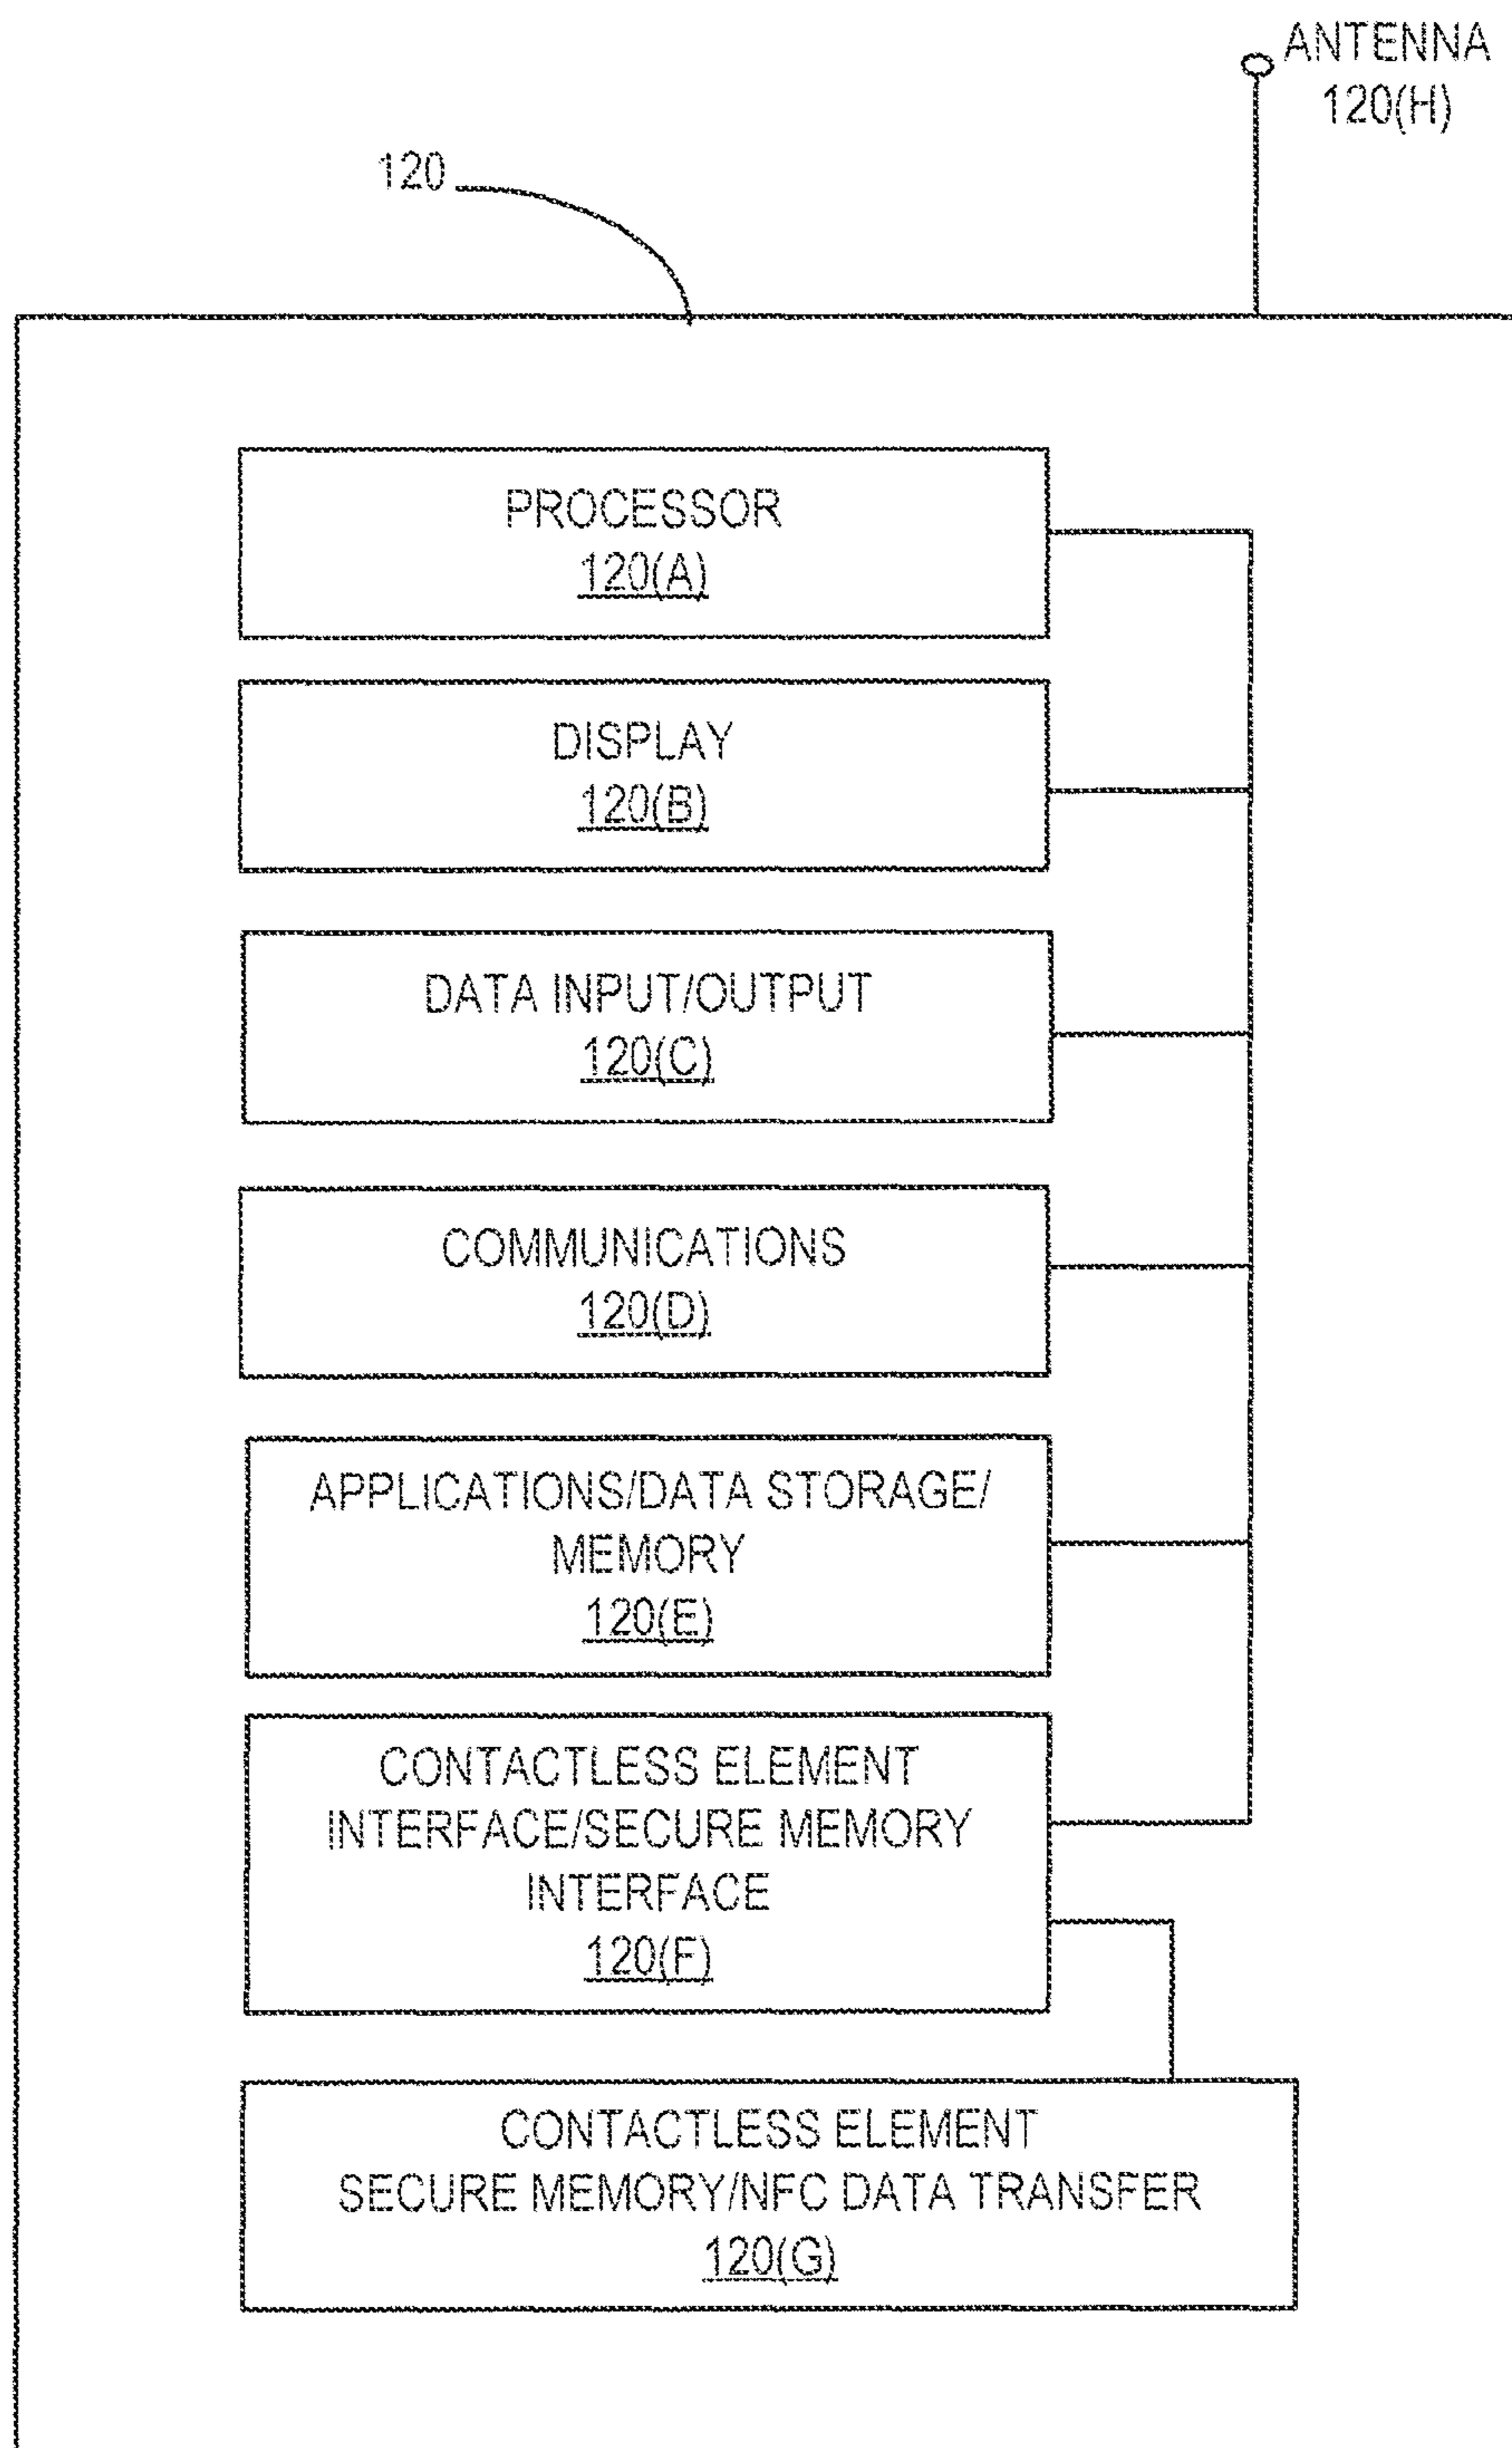 ANTENNA
120(H)
120
PROCESSOR
120(A)
DISPLAY
120(B)
DATA INPUT/OUTPUT
120(C)
COMMUNICATIONS
120(D)
APPLICATIONS/DATA STORAGE/
MEMORY
120(E)
CONTACTLESS ELEMENT
INTERFACE/SECURE MEMORY
INTERFACE
120(F)
CONTACTLESS ELEMENT
SECURE MEMORY/NFC DATA TRANSFER
120(G)